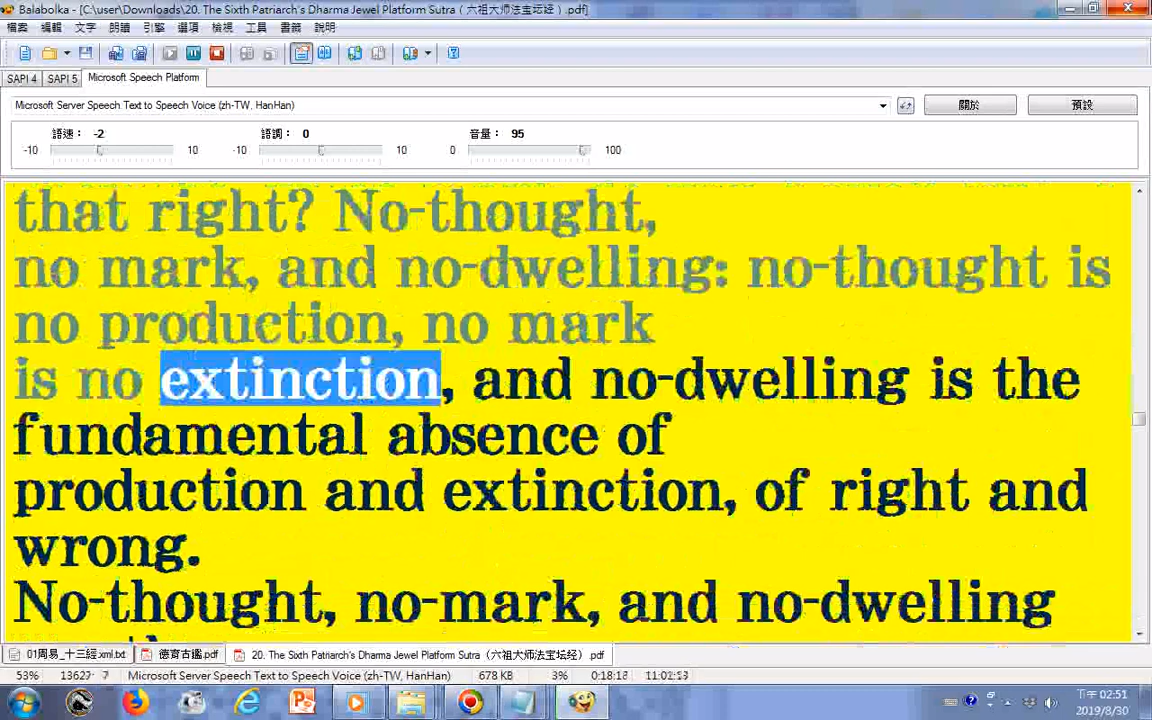 Balabolka - [C:\user\Downloads\20. The Sixth Patriarch's Dharma Jewel Platform Sutra（六祖大师法宝坛经）.pdf]
檔案 編輯 文字 朗讀 引擎 選項 檢視 工具 書籤 說明
SAPI 4 SAPI 5 Microsoft Speech Platform
Microsoft Server Speech Text to Speech Voice (zh-TW, HanHan) 關於 預設
語速： -2 語調： 0 音量： 95
-10 10 -10 10 0 100
that right? No-thought,
no mark, and no-dwelling: no-thought is
no production, no mark
is no extinction, and no-dwelling is the
fundamental absence of
production and extinction, of right and
wrong.
No-thought, no-mark, and no-dwelling
01周易_十三經.xml.txt 德育古鑑.pdf 20. The Sixth Patriarch's Dharma Jewel Platform Sutra（六祖大师法宝坛经）.pdf
53% Microsoft Server Speech Text to Speech Voice (zh-TW, HanHan) 678 KB 3% 0:18:18
下午 02:51
2019/8/30